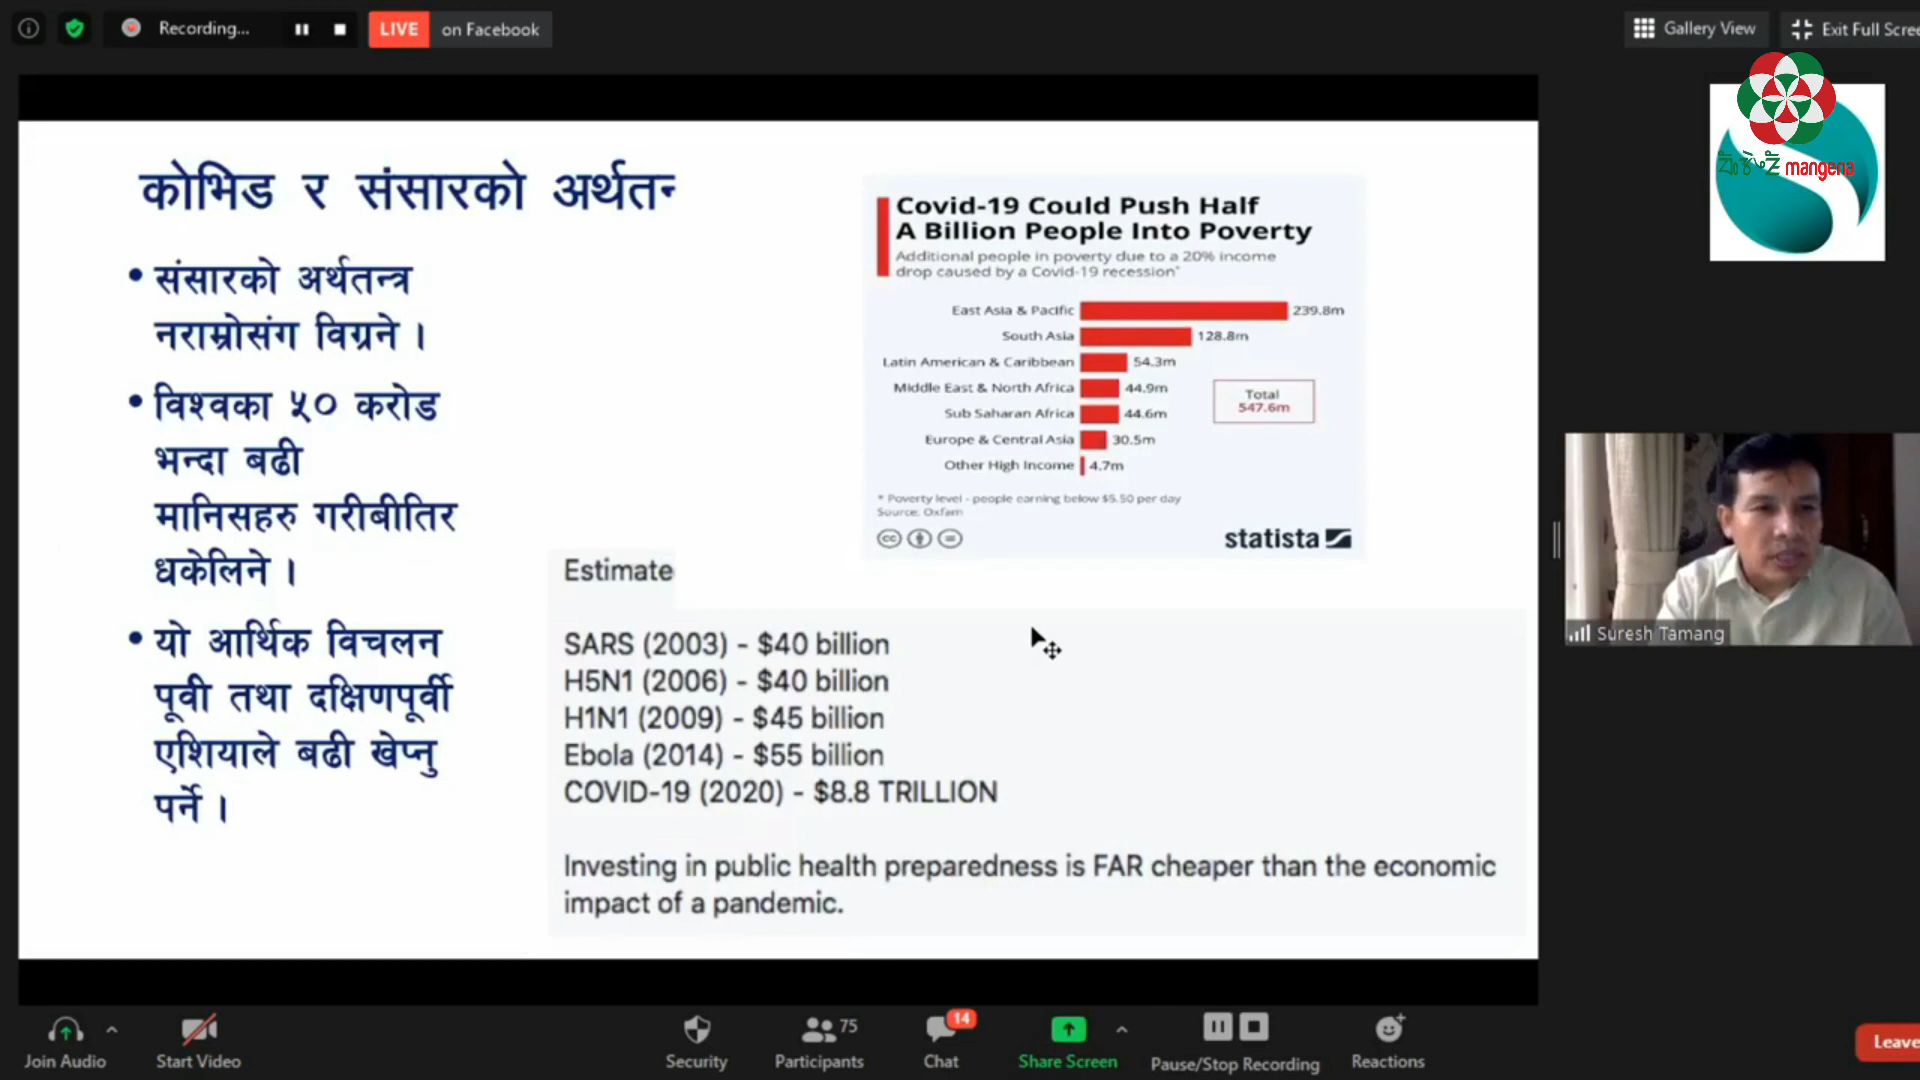 Recording...
LIVE on Facebook
Gallery View
Exit Full Scree
mangena
कोभिड र संसारको अर्थतन
• संसारको अर्थतन्त्र
नराम्रोसंग विग्रने ।
• विश्वका ५० करोड
भन्दा बढी
मानिसहरु गरीबीतिर
धकेलिने ।
• यो आर्थिक विचलन
पूर्वी तथा दक्षिणपूर्वी
एशियाले बढी खेप्नु
पर्ने ।
Covid-19 Could Push Half
A Billion People Into Poverty
Additional people in poverty due to a 20% income
drop caused by a Covid-19 recession*
East Asia & Pacific 239.8m
South Asia 128.8m
Latin American & Caribbean 54.3m
Middle East & North Africa 44.9m
Sub Saharan Africa 44.6m
Europe & Central Asia 30.5m
Other High Income 4.7m
Total
547.6m
* Poverty level - people earning below $5.50 per day
Source: Oxfam
statista
Estimate
SARS (2003) - $40 billion
H5N1 (2006) - $40 billion
H1N1 (2009) - $45 billion
Ebola (2014) - $55 billion
COVID-19 (2020) - $8.8 TRILLION
Investing in public health preparedness is FAR cheaper than the economic
impact of a pandemic.
Suresh Tamang
Join Audio
Start Video
Security
Participants 75
Chat 14
Share Screen
Pause/Stop Recording
Reactions
Leave